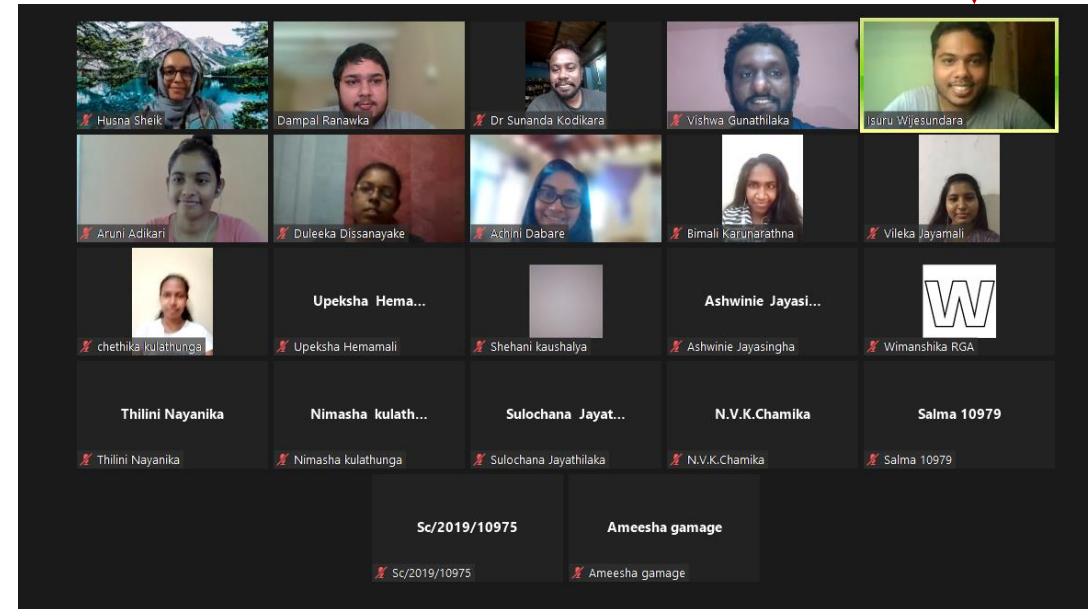 Husna Sheik
Dampal Ranawka
Dr Sunanda Kodikara
Vishwa Gunathilaka
Isuru Wijesundara
Aruni Adikari
Duleeka Dissanayake
Achini Dabare
Bimali Karunarathna
Vileka Jayamali
chethika kulathunga
Upeksha Hema...
Upeksha Hemamali
Shehani kaushalya
Ashwinie Jayasi...
Ashwinie Jayasingha
W
Wimanshika RGA
Thilini Nayanika
Thilini Nayanika
Nimasha kulath...
Nimasha kulathunga
Sulochana Jayat...
Sulochana Jayathilaka
N.V.K.Chamika
N.V.K.Chamika
Salma 10979
Salma 10979
Sc/2019/10975
Sc/2019/10975
Ameesha gamage
Ameesha gamage